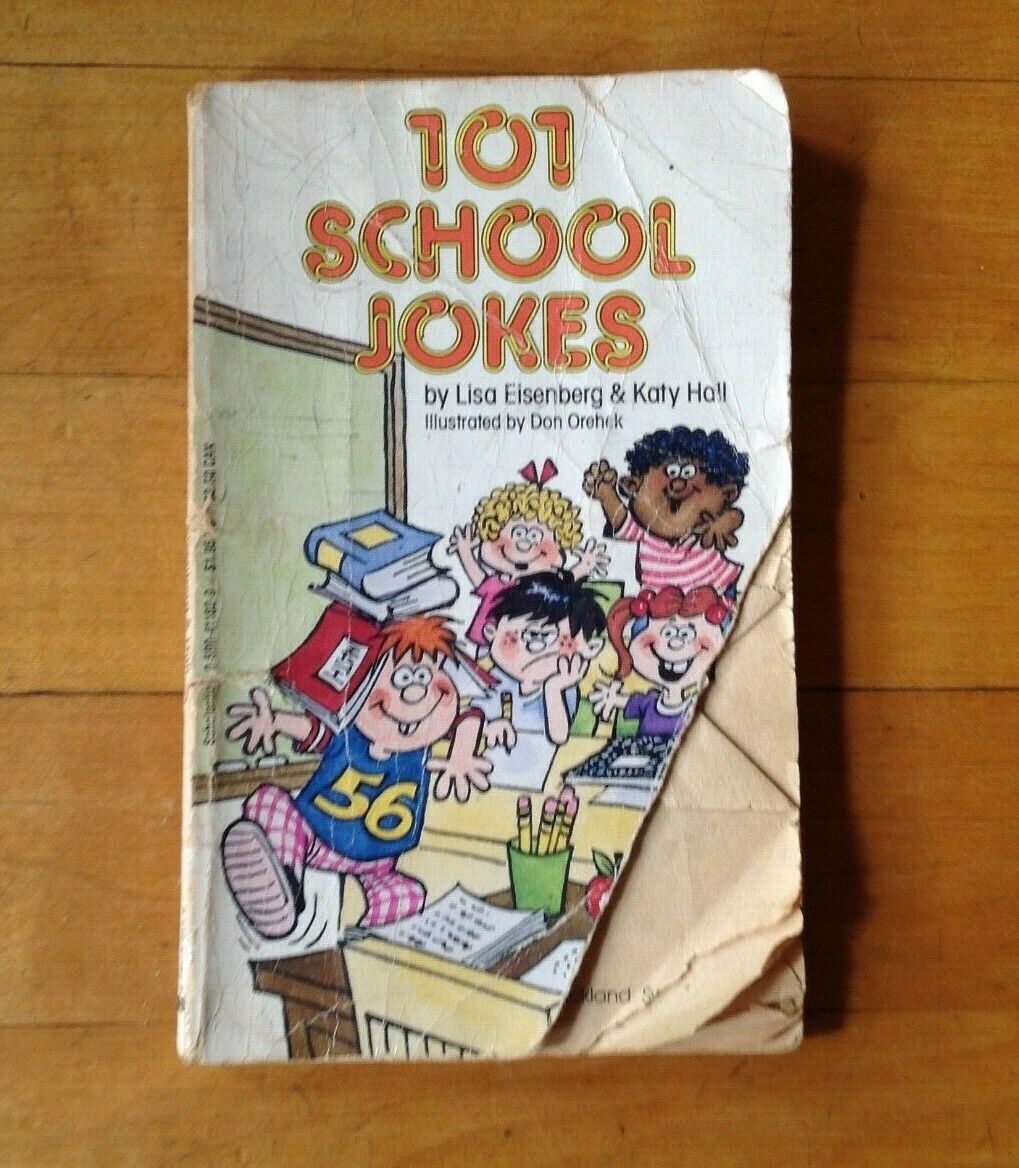 101
SCHOOL
JOKES
by Lisa Eisenberg & Katy Hall
Illustrated by Don Orehek
56